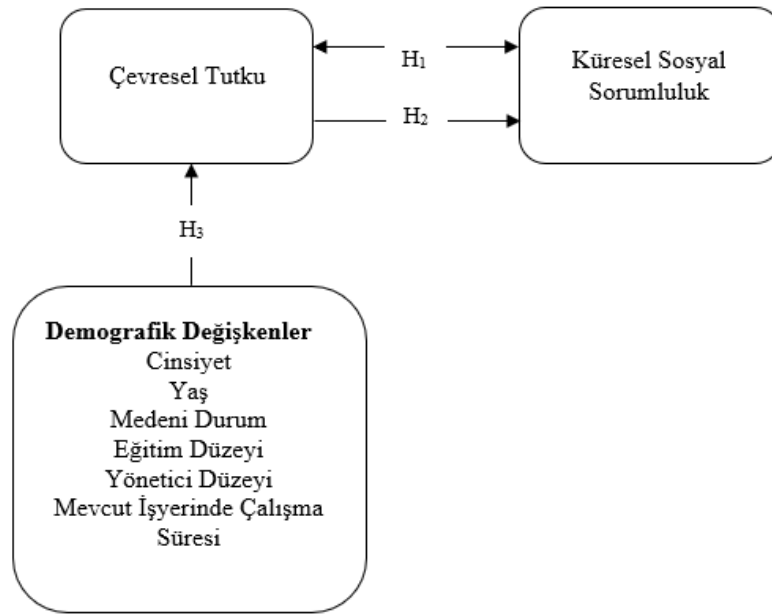 Çevresel Tutku
H₁
H₂
Küresel Sosyal
Sorumluluk
H₃
Demografik Değişkenler
Cinsiyet
Yaş
Medeni Durum
Eğitim Düzeyi
Yönetici Düzeyi
Mevcut İşyerinde Çalışma
Süresi